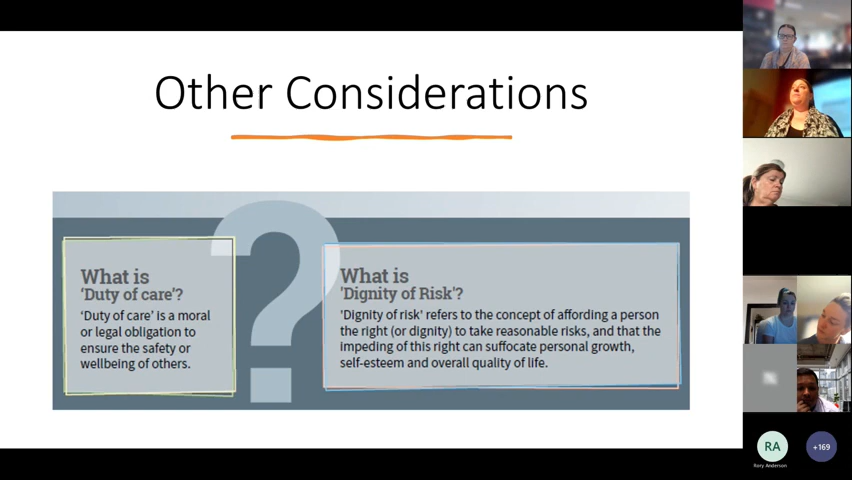 Other Considerations
What is
'Duty of care'?
'Duty of care' is a moral
or legal obligation to
ensure the safety or
wellbeing of others.
?
What is
'Dignity of Risk'?
'Dignity of risk' refers to the concept of affording a person
the right (or dignity) to take reasonable risks, and that the
impeding of this right can suffocate personal growth,
self-esteem and overall quality of life.
RA
Rory Anderson
+169